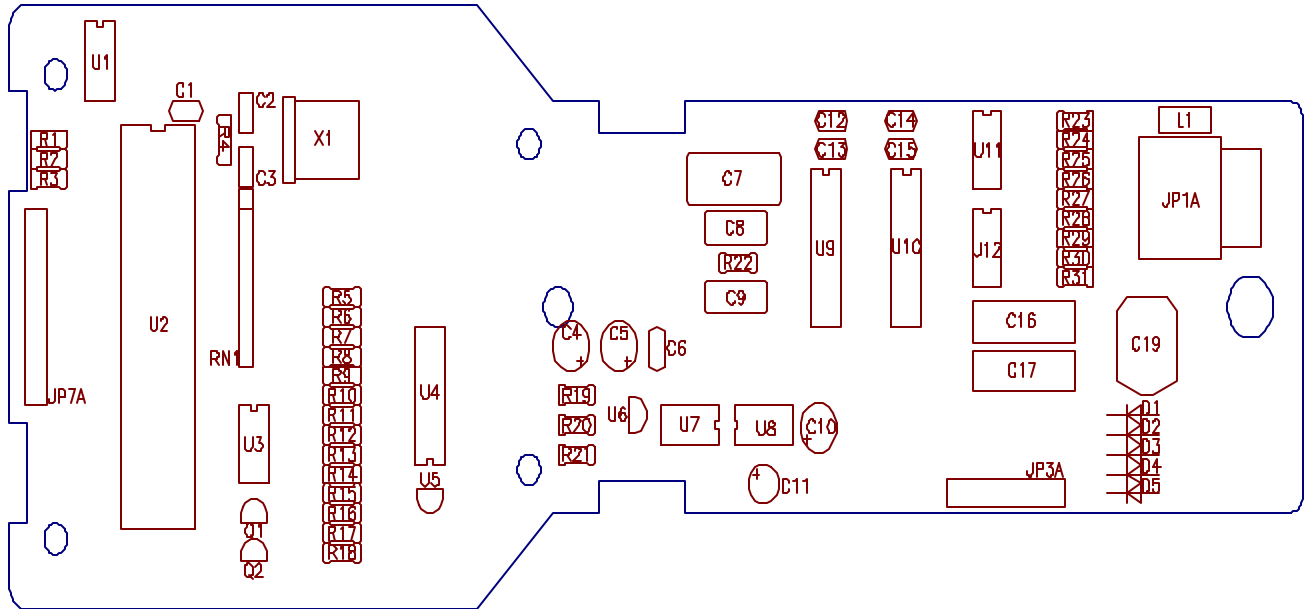 U1
C1
C2
R4
X1
R1
R2
R3
C3
U2
RN1
JP7A
R5
R6
R7
R8
R9
R10
R11
R12
R13
R14
R15
R16
R17
R18
U3
Q1
Q2
U4
U5
C4
C5
C6
R19
R20
R21
U6
U7
U8
C10
C11
C7
C8
R22
C9
C12
C13
C14
C15
U9
U10
U11
U12
R23
R24
R25
R26
R27
R28
R29
R30
R31
L1
JP1A
C16
C17
C19
D1
D2
D3
D4
D5
JP3A